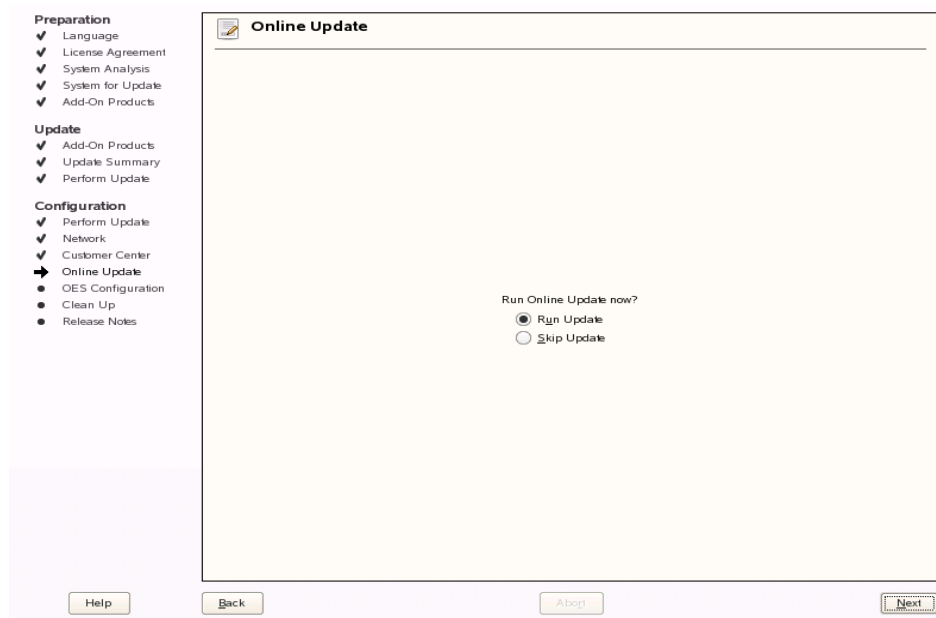 Preparation
Language
License Agreement
System Analysis
System for Update
Add-On Products
Update
Add-On Products
Update Summary
Perform Update
Configuration
Perform Update
Network
Customer Center
Online Update
OES Configuration
Clean Up
Release Notes
Online Update
Run Online Update now?
Run Update
Skip Update
Help
Back
Abort
Next